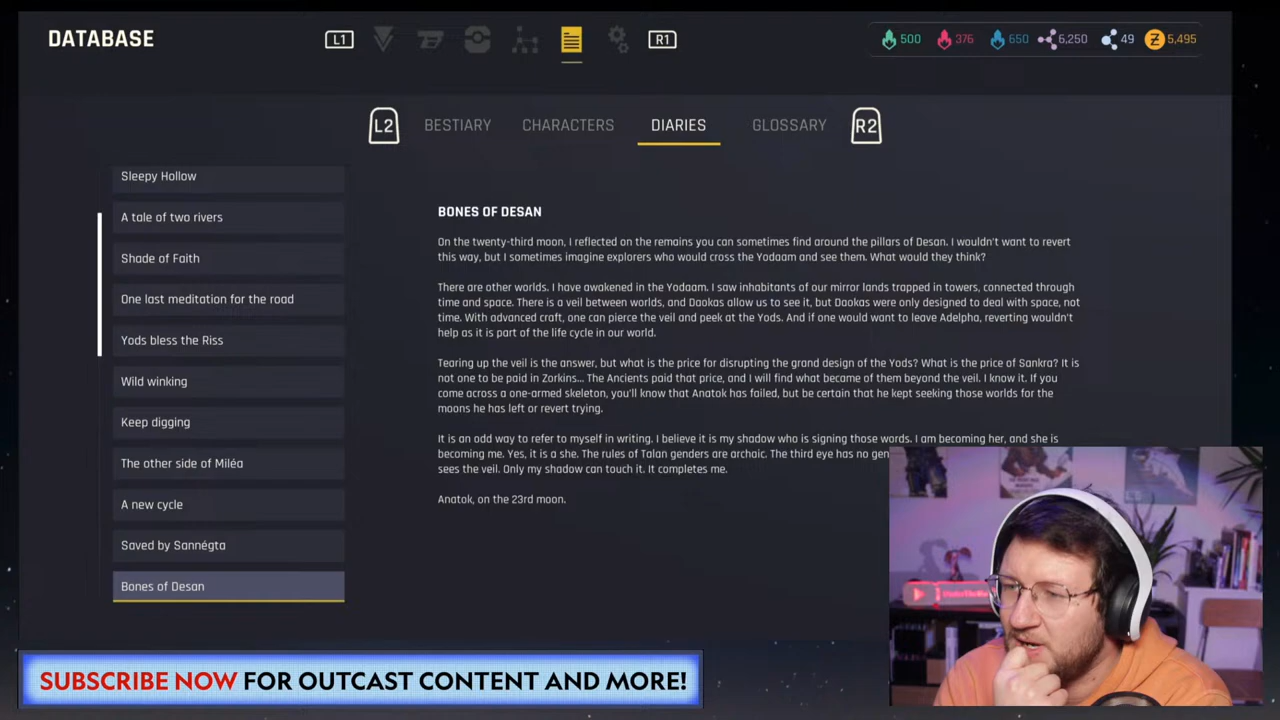 DATABASE
L1
R1
500
376
650
6,250
49
5,495
L2
BESTIARY
CHARACTERS
DIARIES
GLOSSARY
R2
Sleepy Hollow
A tale of two rivers
Shade of Faith
One last meditation for the road
Yods bless the Riss
Wild winking
Keep digging
The other side of Miléa
A new cycle
Saved by Sannégta
Bones of Desan
BONES OF DESAN
On the twenty-third moon, I reflected on the remains you can sometimes find around the pillars of Desan. I wouldn't want to revert
this way, but I sometimes imagine explorers who would cross the Yodaam and see them. What would they think?
There are other worlds. I have awakened in the Yodaam. I saw inhabitants of our mirror lands trapped in towers, connected through
time and space. There is a veil between worlds, and Daokas allow us to see it, but Daokas were only designed to deal with space, not
time. With advanced craft, one can pierce the veil and peek at the Yods. And if one would want to leave Adelpha, reverting wouldn't
help as it is part of the life cycle in our world.
Tearing up the veil is the answer, but what is the price for disrupting the grand design of the Yods? What is the price of Sankra? It is
not one to be paid in Zorkins... The Ancients paid that price, and I will find what became of them beyond the veil. I know it. If you
come across a one-armed skeleton, you'll know that Anatok has failed, but be certain that he kept seeking those worlds for the
moons he has left or revert trying.
It is an odd way to refer to myself in writing. I believe it is my shadow who is signing those words. I am becoming her, and she is
becoming me. Yes, it is a she. The rules of Talan genders are archaic. The third eye has no gen
sees the veil. Only my shadow can touch it. It completes me.
Anatok, on the 23rd moon.
SUBSCRIBE NOW FOR OUTCAST CONTENT AND MORE!